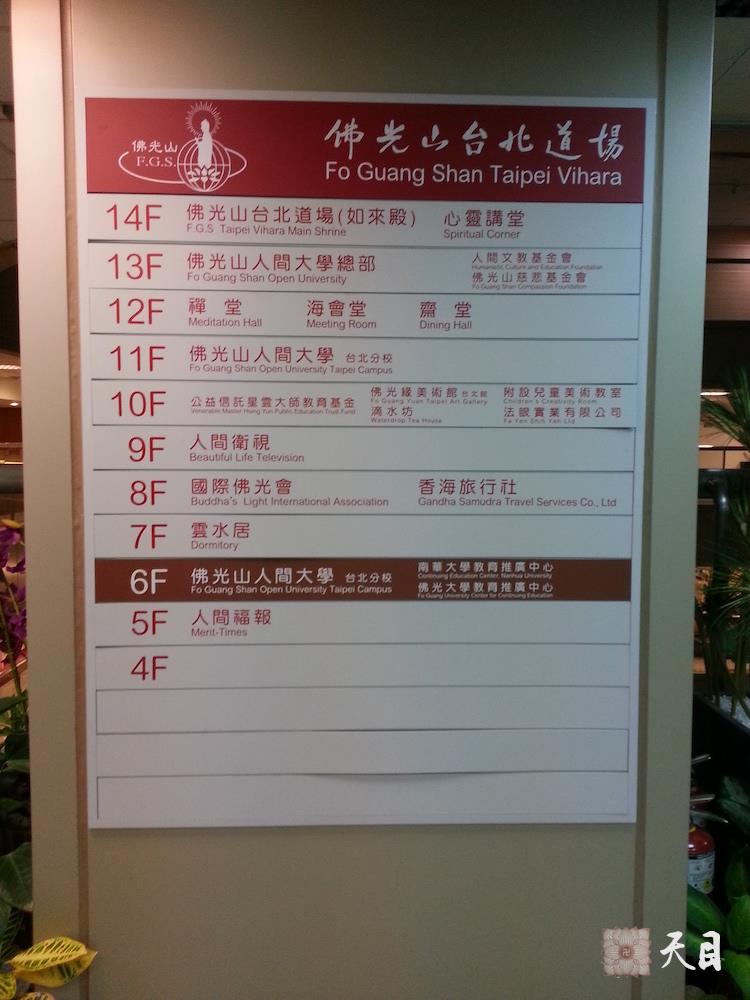 佛光山
F.G.S.
佛光山台北道場
Fo Guang Shan Taipei Vihara
14F 佛光山台北道場(如來殿) 心靈講堂
F.G.S Taipei Vihara Main Shrine Spiritual Corner
13F 佛光山人間大學總部 人間文教基金會
Fo Guang Shan Open University Humanistic Culture and Education Foundation
佛光山慈悲基金會
Fo Guang Shan Compassion Foundation
12F 禪 堂 海會堂 齋 堂
Meditation Hall Meeting Room Dining Hall
11F 佛光山人間大學 台北分校
Fo Guang Shan Open University Taipei Campus
10F 公益信託星雲大師教育基金 佛光緣美術館 台北館 附設兒童美術教室
Venerable Master Hsing Yun Public Education Trust Fund Fo Guang Yuan Taipei Art Gallery Children's Creativity Room
滴水坊 法眼實業有限公司
Waterdrop Tea House Fa Yen Shih Yeh Ltd
9F 人間衛視
Beautiful Life Television
8F 國際佛光會 香海旅行社
Buddha's Light International Association Gandha Samudra Travel Services Co., Ltd
7F 雲水居
Dormitory
6F 佛光山人間大學 台北分校 南華大學教育推廣中心
Fo Guang Shan Open University Taipei Campus Continuing Education Center, Nanhua University
佛光大學教育推廣中心
Fo Guang University Center for Continuing Education
5F 人間福報
Merit-Times
4F
天目